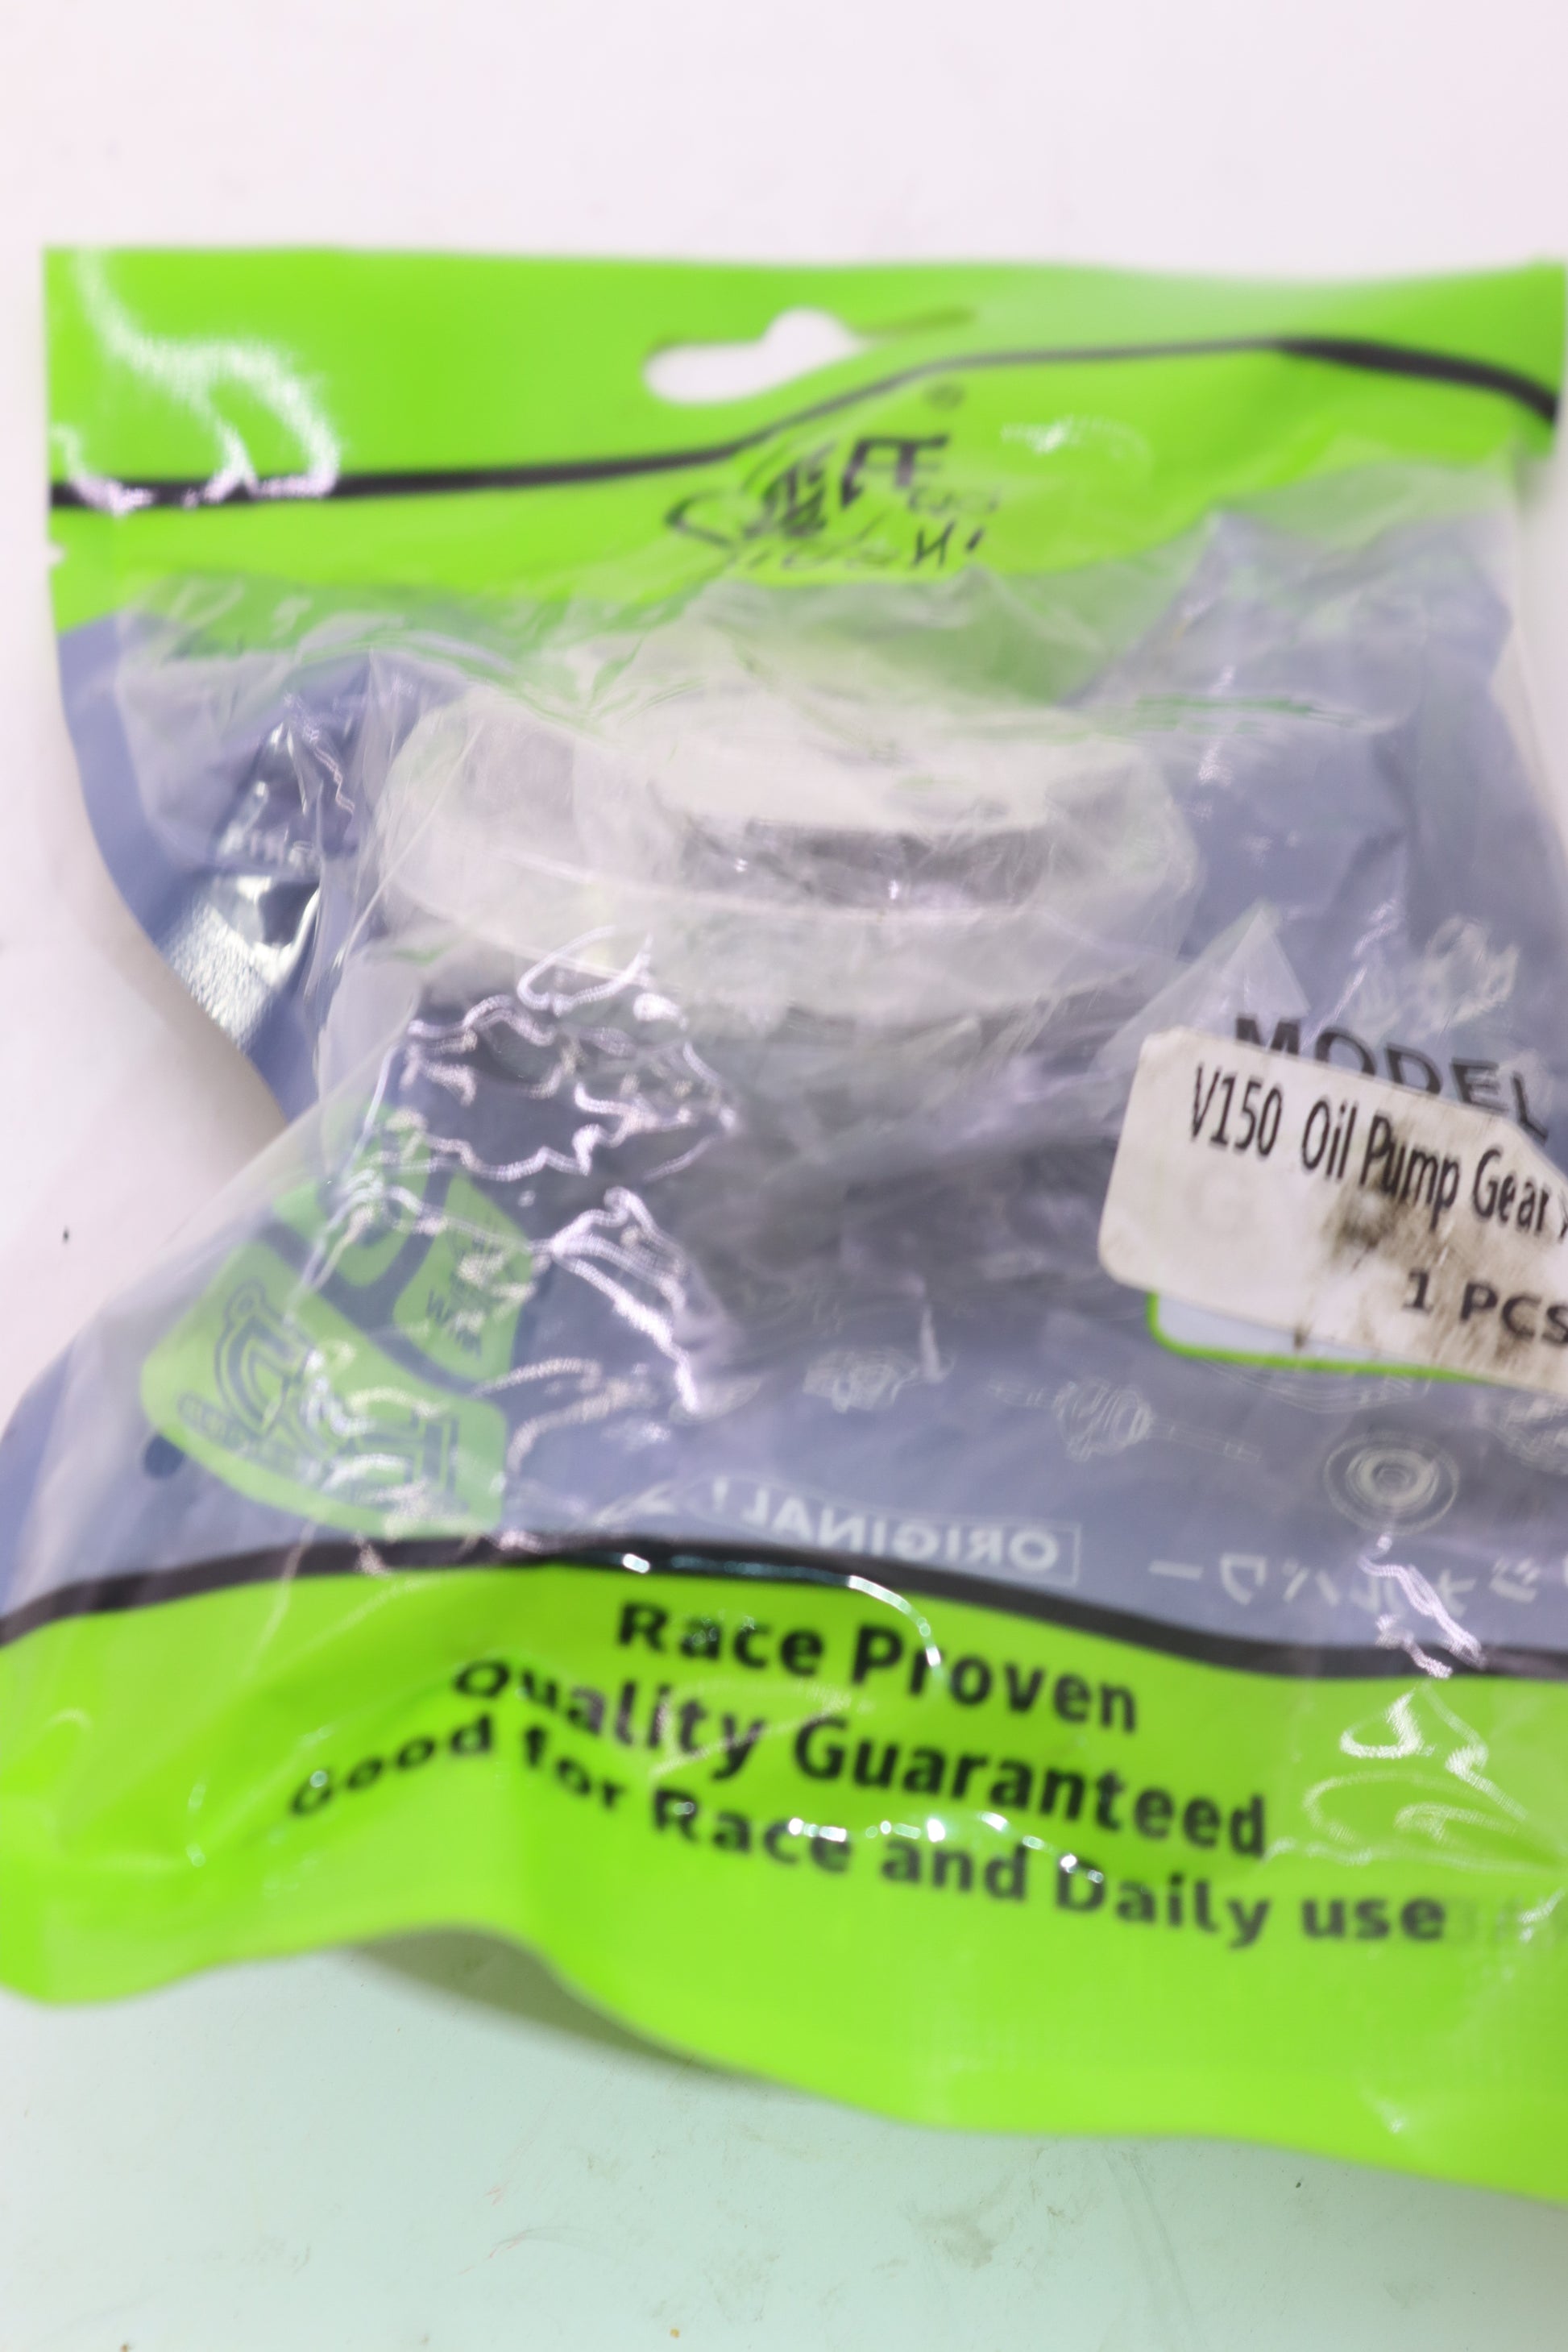 MODEL
V150 Oil Pump Gear
1 PCS
ORIGINAL!
Race Proven
Quality Guaranteed
Good for Race and Daily use